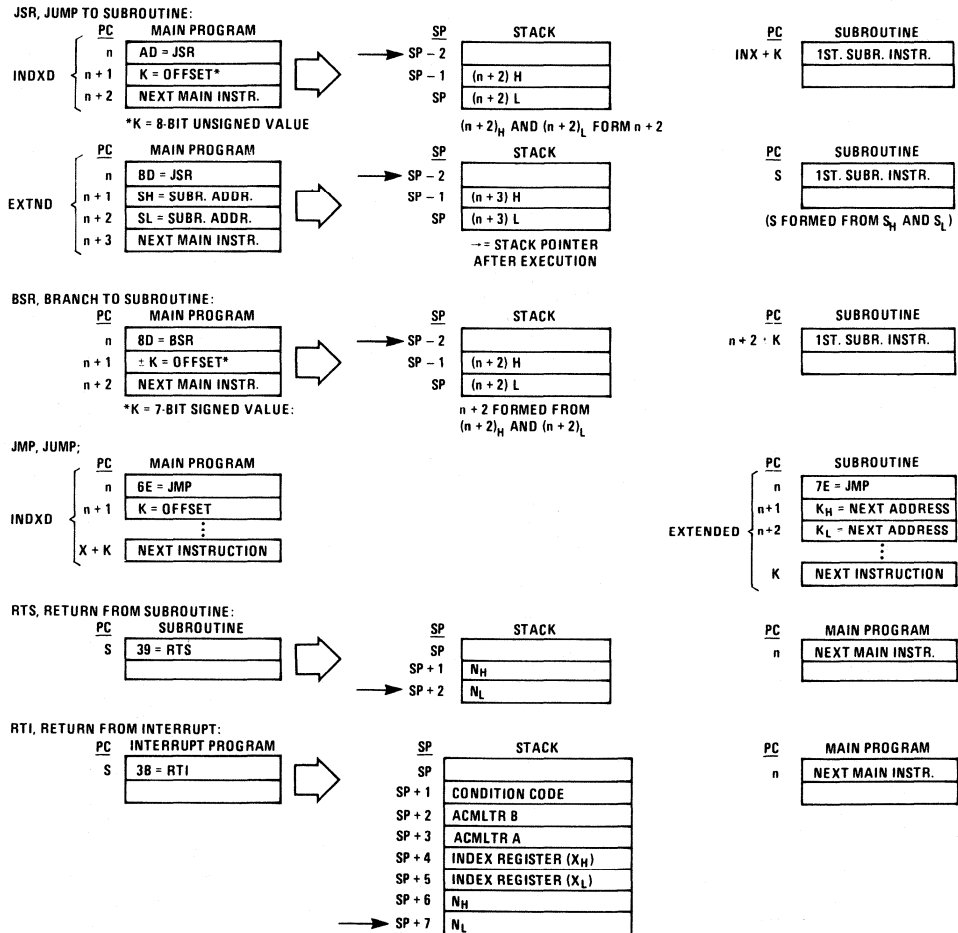 JSR, JUMP TO SUBROUTINE:
PC MAIN PROGRAM SP STACK PC SUBROUTINE
n AD = JSR SP – 2 INX + K 1ST. SUBR. INSTR.
INDXD n + 1 K = OFFSET* SP – 1 (n + 2) H
n + 2 NEXT MAIN INSTR. SP (n + 2) L
*K = 8-BIT UNSIGNED VALUE (n + 2)H AND (n + 2)L FORM n + 2
PC MAIN PROGRAM SP STACK PC SUBROUTINE
n BD = JSR SP – 2 S 1ST. SUBR. INSTR.
EXTND n + 1 SH = SUBR. ADDR. SP – 1 (n + 3) H
n + 2 SL = SUBR. ADDR. SP (n + 3) L (S FORMED FROM SH AND SL)
n + 3 NEXT MAIN INSTR.
→ = STACK POINTER
AFTER EXECUTION
BSR, BRANCH TO SUBROUTINE:
PC MAIN PROGRAM SP STACK PC SUBROUTINE
n 8D = BSR SP – 2 n + 2 ± K 1ST. SUBR. INSTR.
n + 1 ± K = OFFSET* SP – 1 (n + 2) H
n + 2 NEXT MAIN INSTR. SP (n + 2) L
*K = 7-BIT SIGNED VALUE: n + 2 FORMED FROM
(n + 2)H AND (n + 2)L
JMP, JUMP;
PC MAIN PROGRAM PC SUBROUTINE
n 6E = JMP n 7E = JMP
INDXD n + 1 K = OFFSET n+1 KH = NEXT ADDRESS
EXTENDED n+2 KL = NEXT ADDRESS
X + K NEXT INSTRUCTION K NEXT INSTRUCTION
RTS, RETURN FROM SUBROUTINE:
PC SUBROUTINE SP STACK PC MAIN PROGRAM
S 39 = RTS SP n NEXT MAIN INSTR.
SP + 1 NH
SP + 2 NL
RTI, RETURN FROM INTERRUPT:
PC INTERRUPT PROGRAM SP STACK PC MAIN PROGRAM
S 3B = RTI SP n NEXT MAIN INSTR.
SP + 1 CONDITION CODE
SP + 2 ACMLTR B
SP + 3 ACMLTR A
SP + 4 INDEX REGISTER (XH)
SP + 5 INDEX REGISTER (XL)
SP + 6 NH
SP + 7 NL